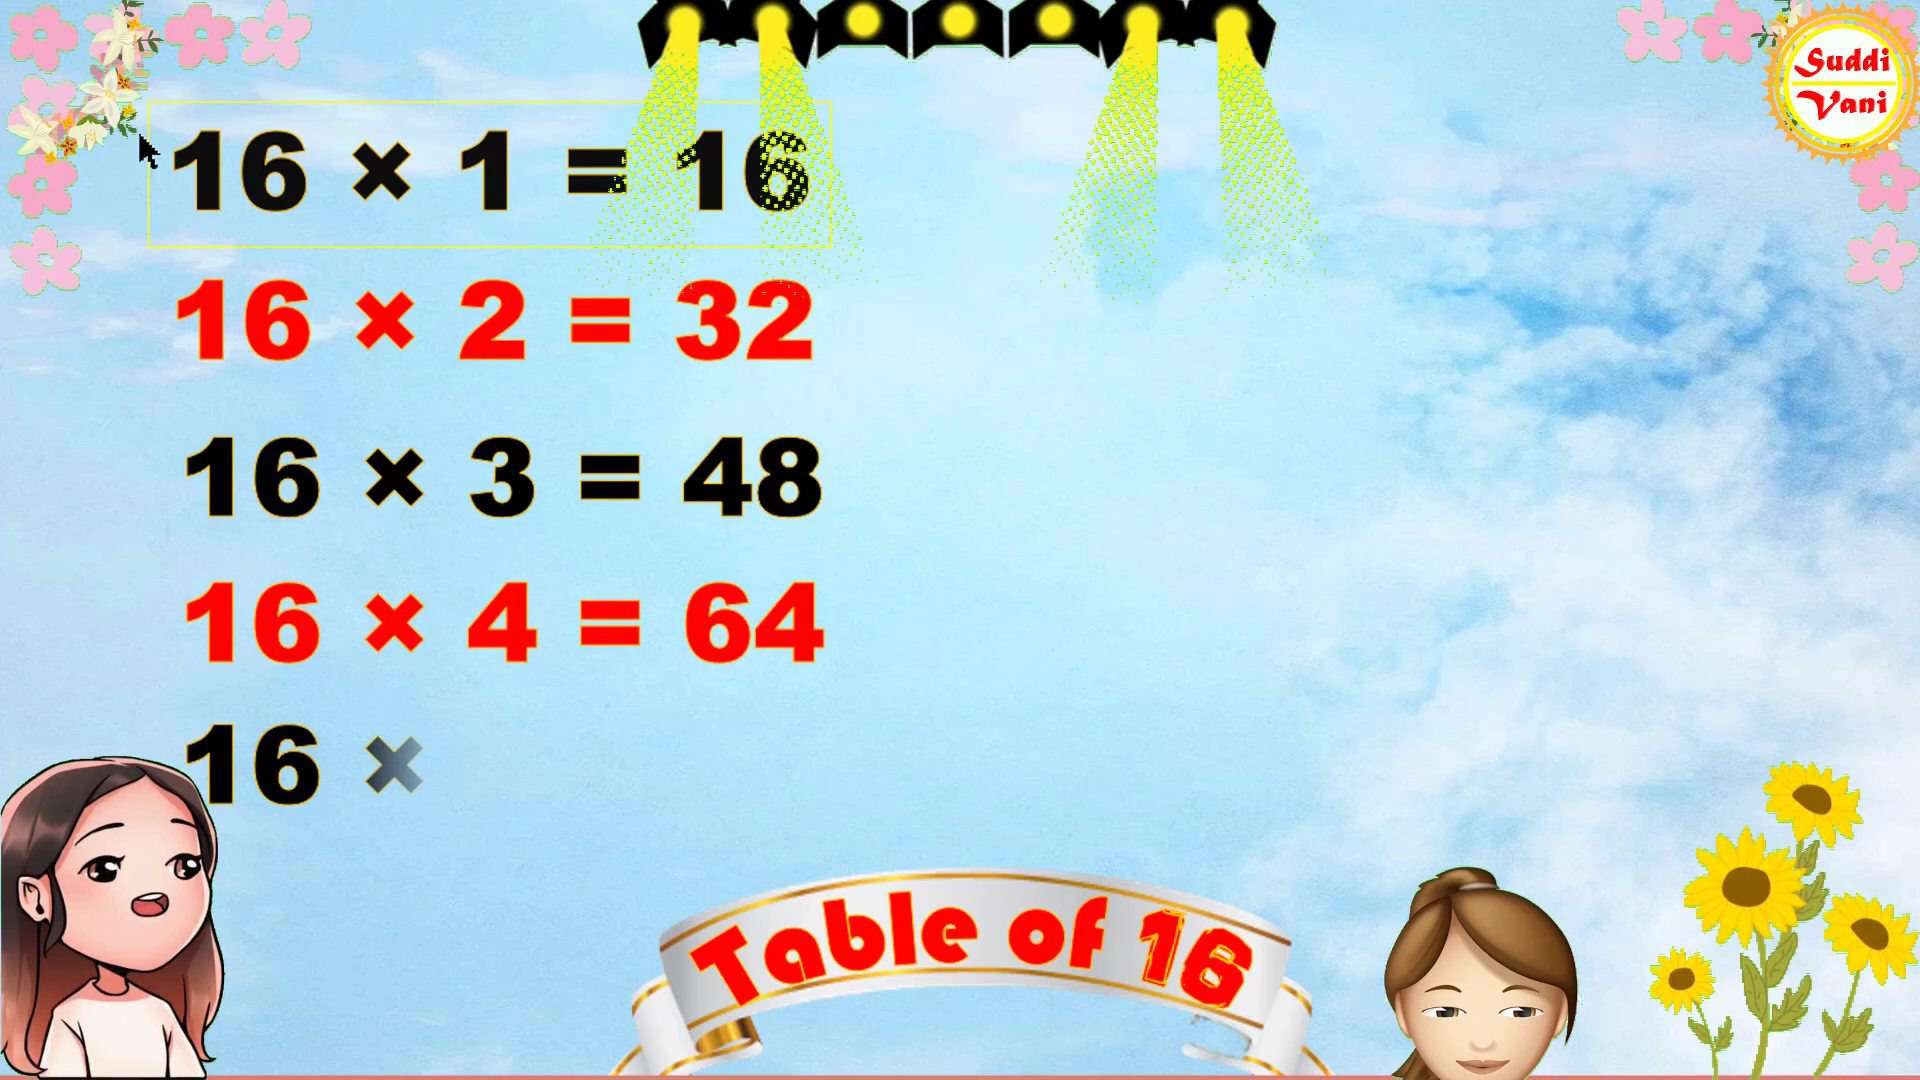 Suddi
Vani
16 × 1 = 16
16 × 2 = 32
16 × 3 = 48
16 × 4 = 64
16 ×
Table of 16